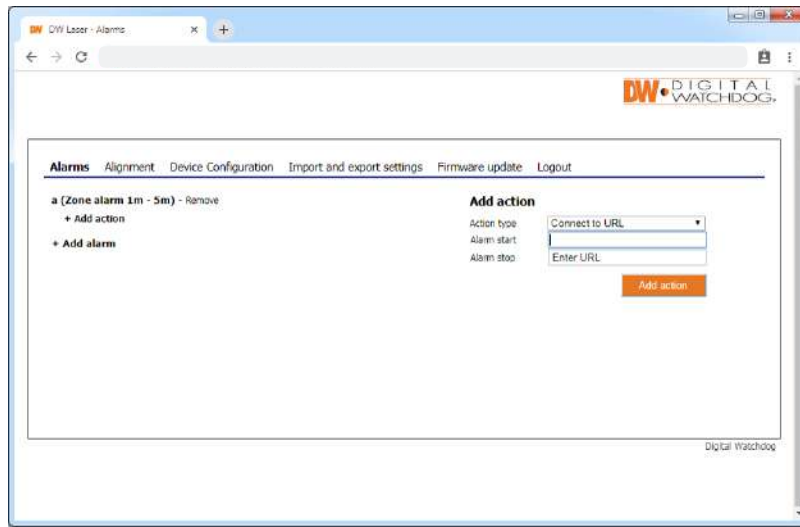 DW DW Laser - Alarms
DW DIGITAL
WATCHDOG.
Alarms Alignment Device Configuration Import and export settings Firmware update Logout
a (Zone alarm 1m - 5m) - Remove
+ Add action
+ Add alarm
Add action
Action type Connect to URL
Alarm start
Alarm stop Enter URL
Add action
Digital Watchdog